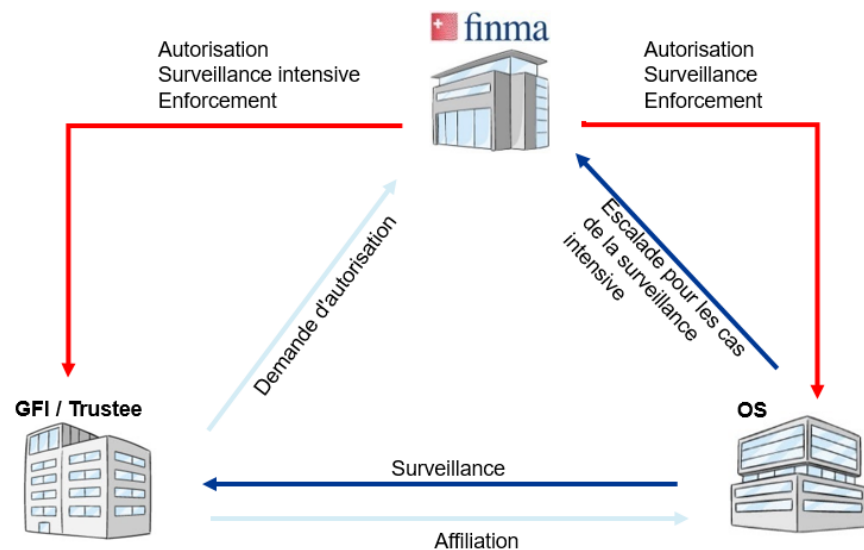 finma
Autorisation
Surveillance intensive
Enforcement
Autorisation
Surveillance
Enforcement
Demande d'autorisation
Escalade pour les cas
de la surveillance
intensive
GFI / Trustee
OS
Surveillance
Affiliation